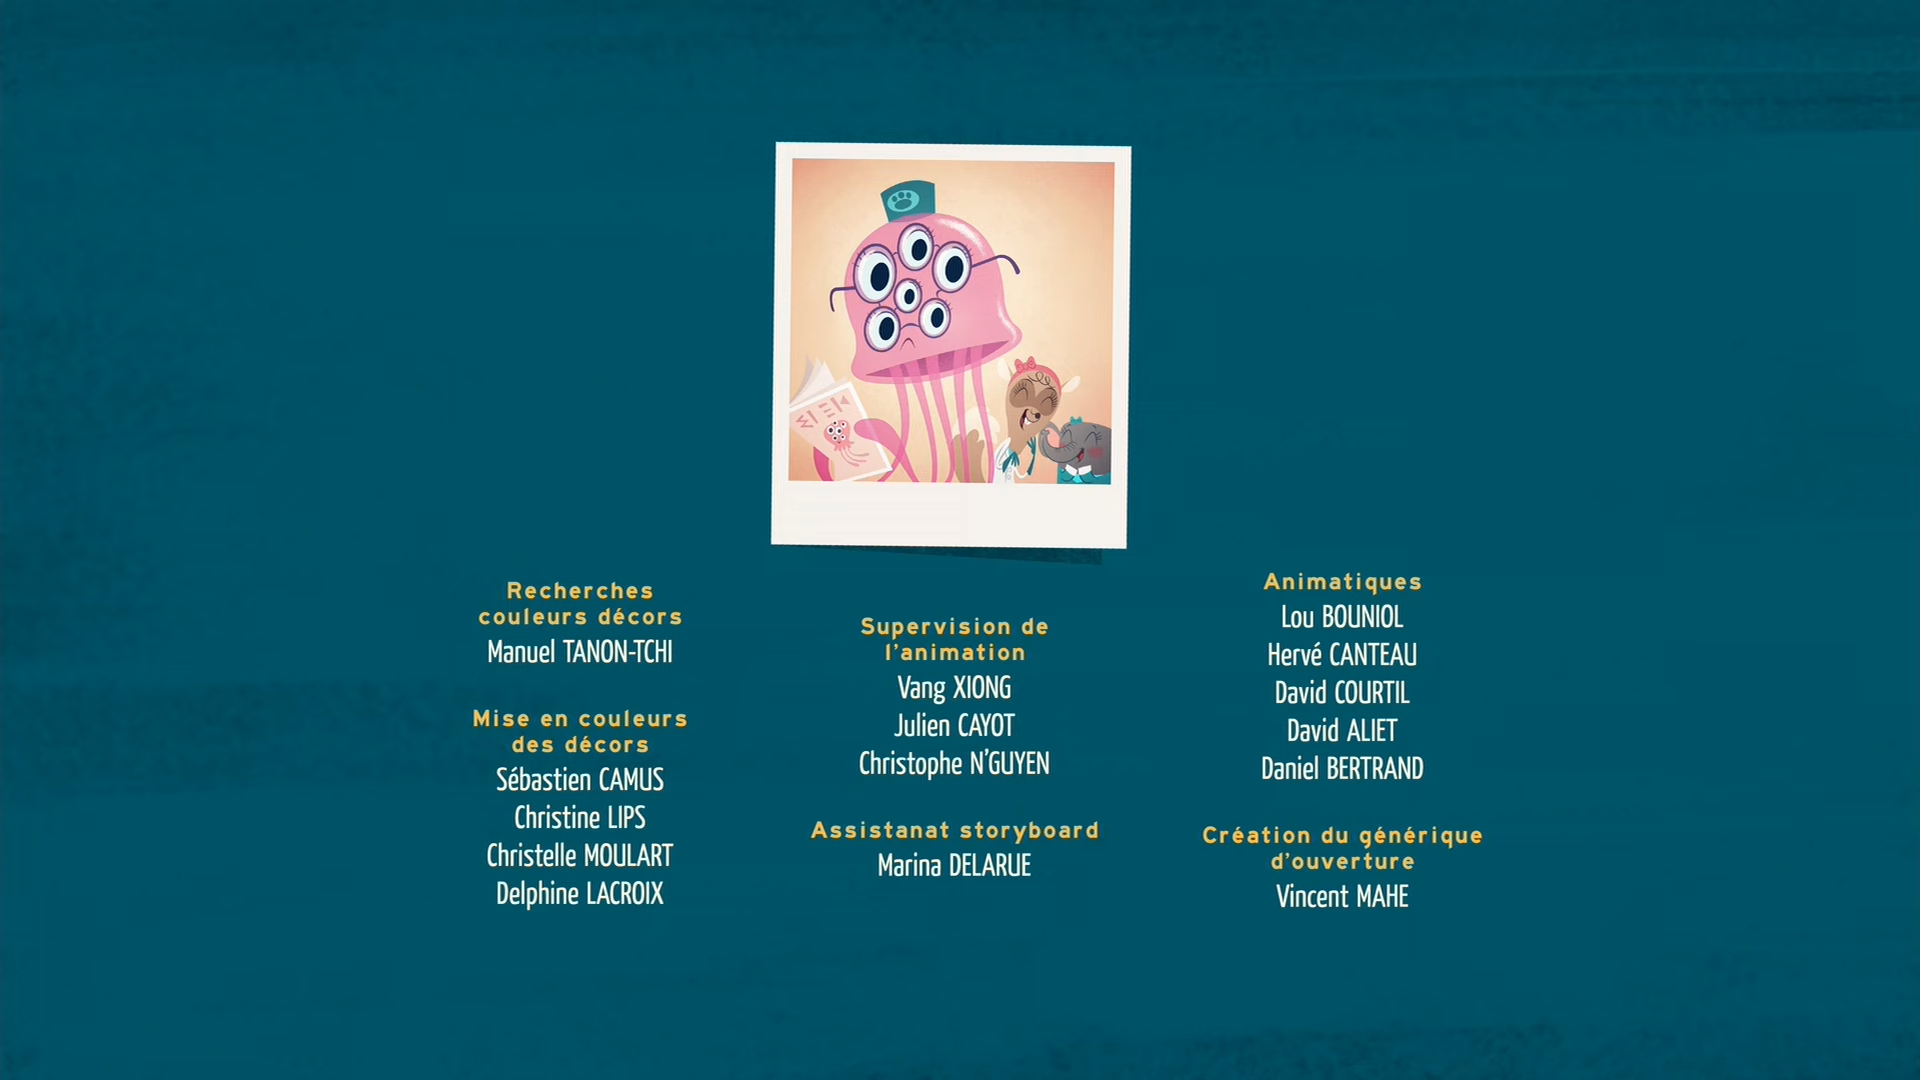 Recherches
couleurs décors
Manuel TANON-TCHI
Mise en couleurs
des décors
Sébastien CAMUS
Christine LIPS
Christelle MOULART
Delphine LACROIX
Supervision de
l’animation
Vang XIONG
Julien CAYOT
Christophe N’GUYEN
Assistanat storyboard
Marina DELARUE
Animatiques
Lou BOUNIOL
Hervé CANTEAU
David COURTIL
David ALIET
Daniel BERTRAND
Création du générique
d’ouverture
Vincent MAHE